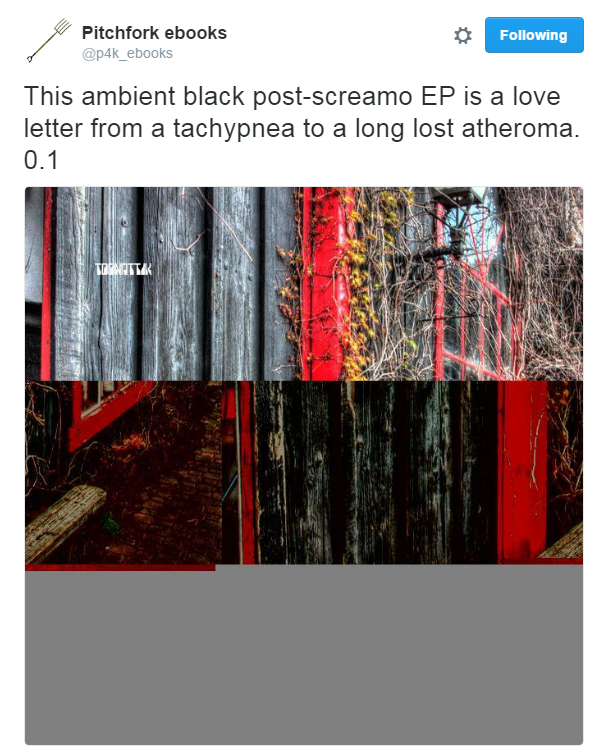 Pitchfork ebooks
@p4k_ebooks
Following
This ambient black post-screamo EP is a love
letter from a tachypnea to a long lost atheroma.
0.1